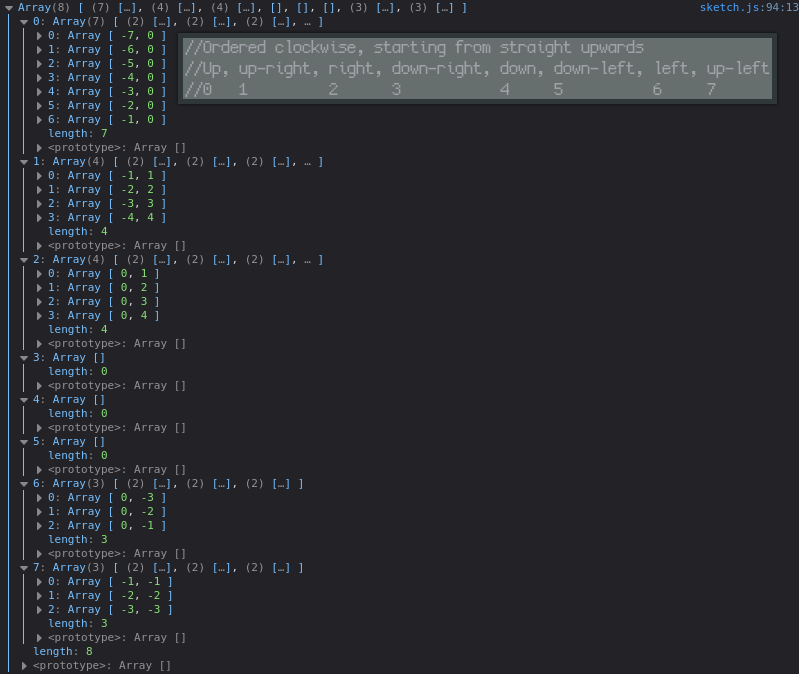 Array(8) [ (7) […], (4) […], (4) […], [], [], [], (3) […], (3) […] ] sketch.js:94:13
0: Array(7) [ (2) […], (2) […], (2) […], … ]
0: Array [ -7, 0 ]
1: Array [ -6, 0 ]
2: Array [ -5, 0 ]
3: Array [ -4, 0 ]
4: Array [ -3, 0 ]
5: Array [ -2, 0 ]
6: Array [ -1, 0 ]
//Ordered clockwise, starting from straight upwards
//Up, up-right, right, down-right, down, down-left, left, up-left
//0 1 2 3 4 5 6 7
length: 7
<prototype>: Array []
1: Array(4) [ (2) […], (2) […], (2) […], … ]
0: Array [ -1, 1 ]
1: Array [ -2, 2 ]
2: Array [ -3, 3 ]
3: Array [ -4, 4 ]
length: 4
<prototype>: Array []
2: Array(4) [ (2) […], (2) […], (2) […], … ]
0: Array [ 0, 1 ]
1: Array [ 0, 2 ]
2: Array [ 0, 3 ]
3: Array [ 0, 4 ]
length: 4
<prototype>: Array []
3: Array []
length: 0
<prototype>: Array []
4: Array []
length: 0
<prototype>: Array []
5: Array []
length: 0
<prototype>: Array []
6: Array(3) [ (2) […], (2) […], (2) […] ]
0: Array [ 0, -3 ]
1: Array [ 0, -2 ]
2: Array [ 0, -1 ]
length: 3
<prototype>: Array []
7: Array(3) [ (2) […], (2) […], (2) […] ]
0: Array [ -1, -1 ]
1: Array [ -2, -2 ]
2: Array [ -3, -3 ]
length: 3
<prototype>: Array []
length: 8
<prototype>: Array []